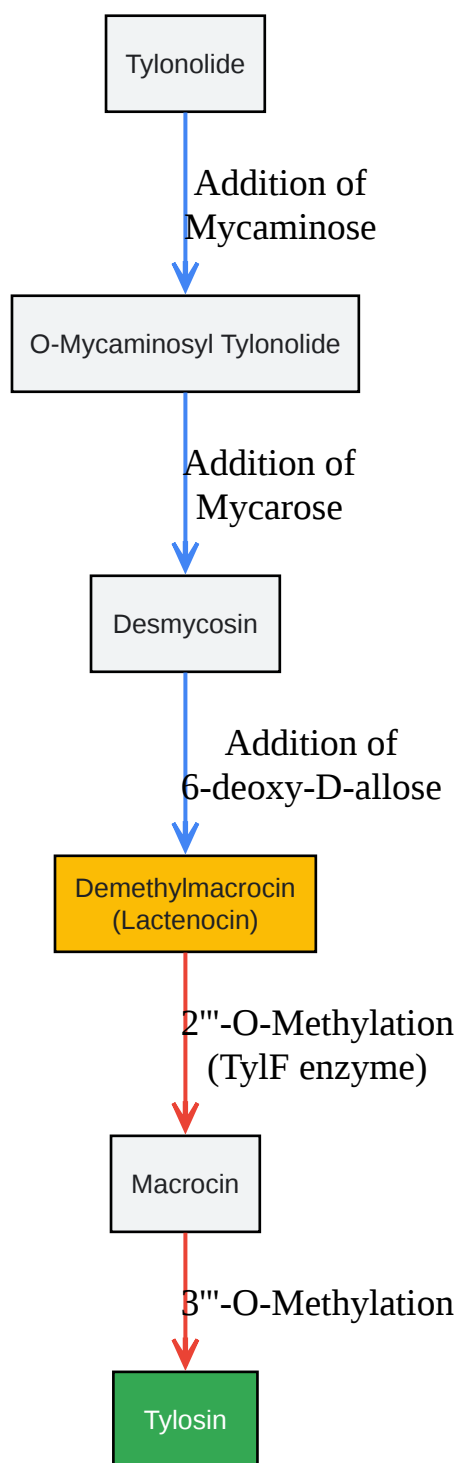 Tylonolide
Addition of
Mycaminose
O-Mycaminosyl Tylonolide
Addition of
Mycarose
Desmycosin
Addition of
6-deoxy-D-allose
Demethylmacrocin
(Lactenocin)
2'''-O-Methylation
(TylF enzyme)
Macrocin
3'''-O-Methylation
Tylosin